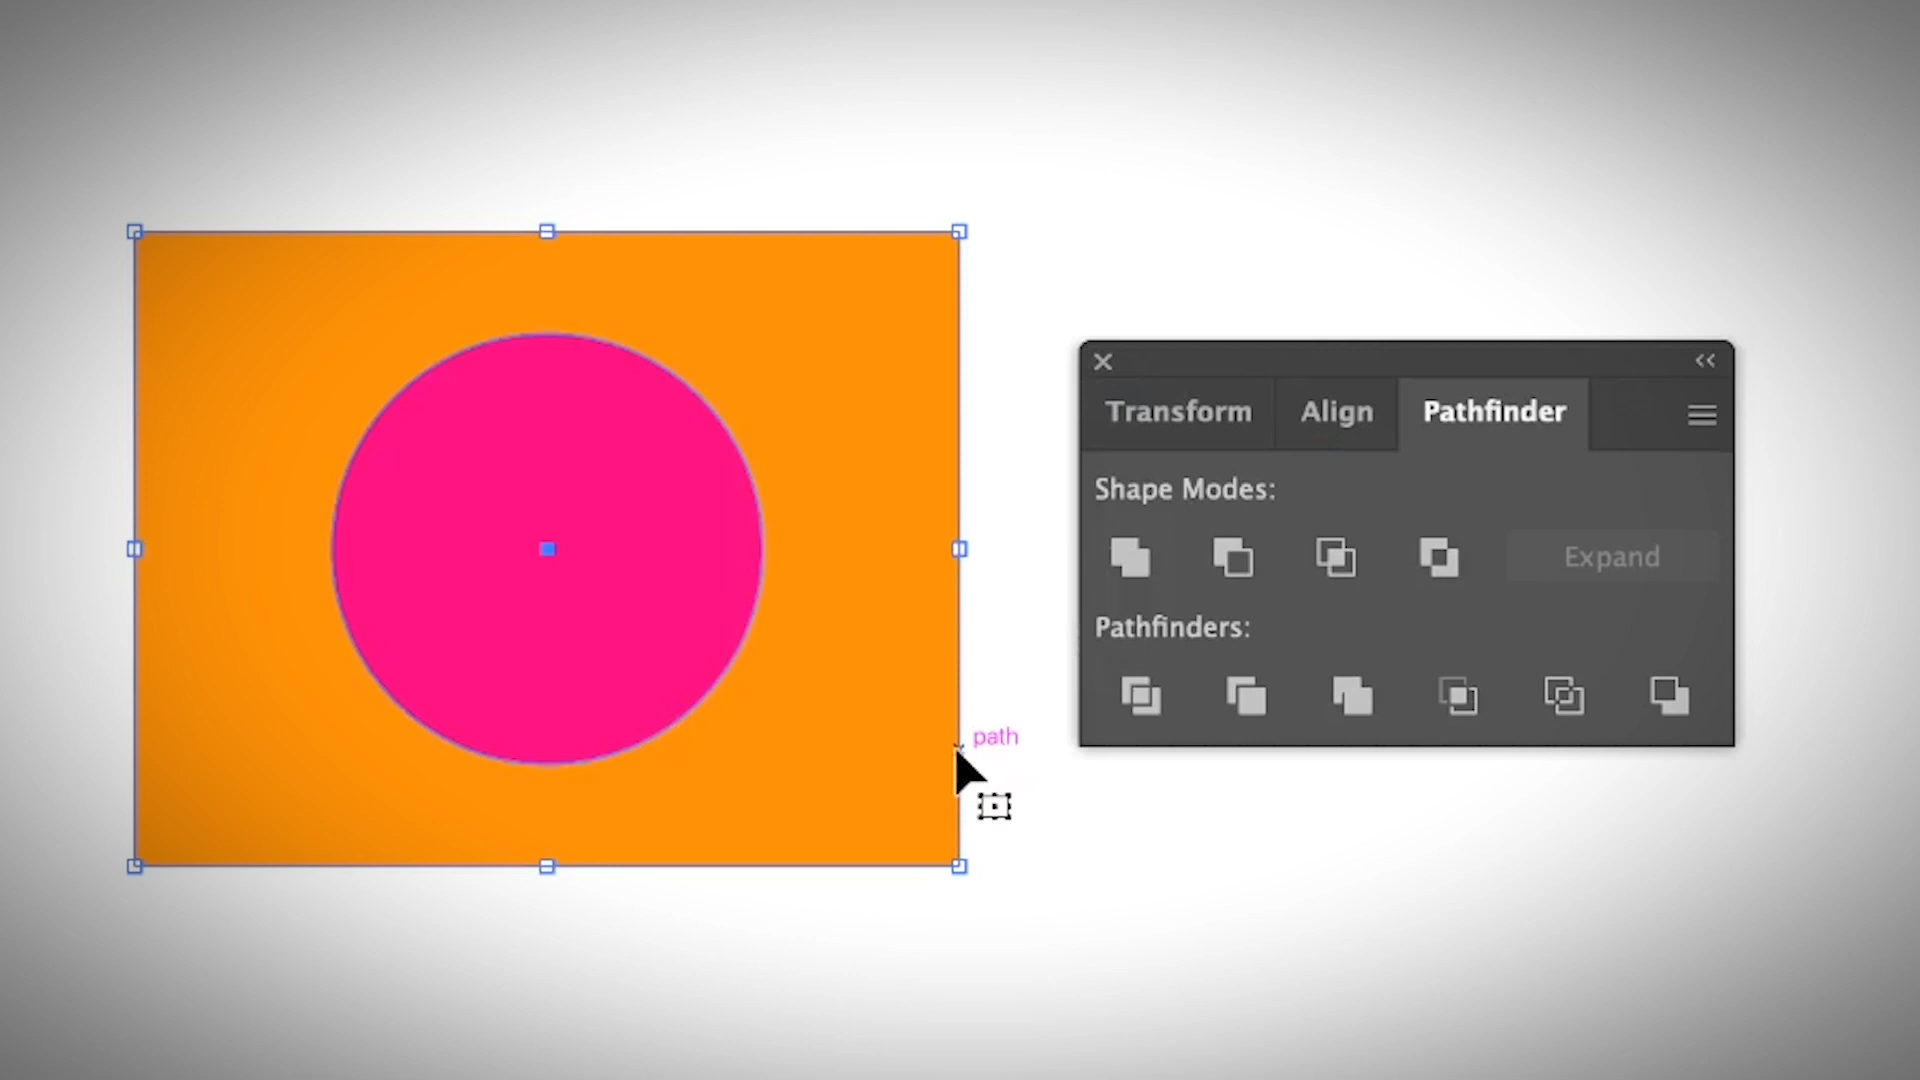 path
Transform Align Pathfinder
Shape Modes:
Expand
Pathfinders: